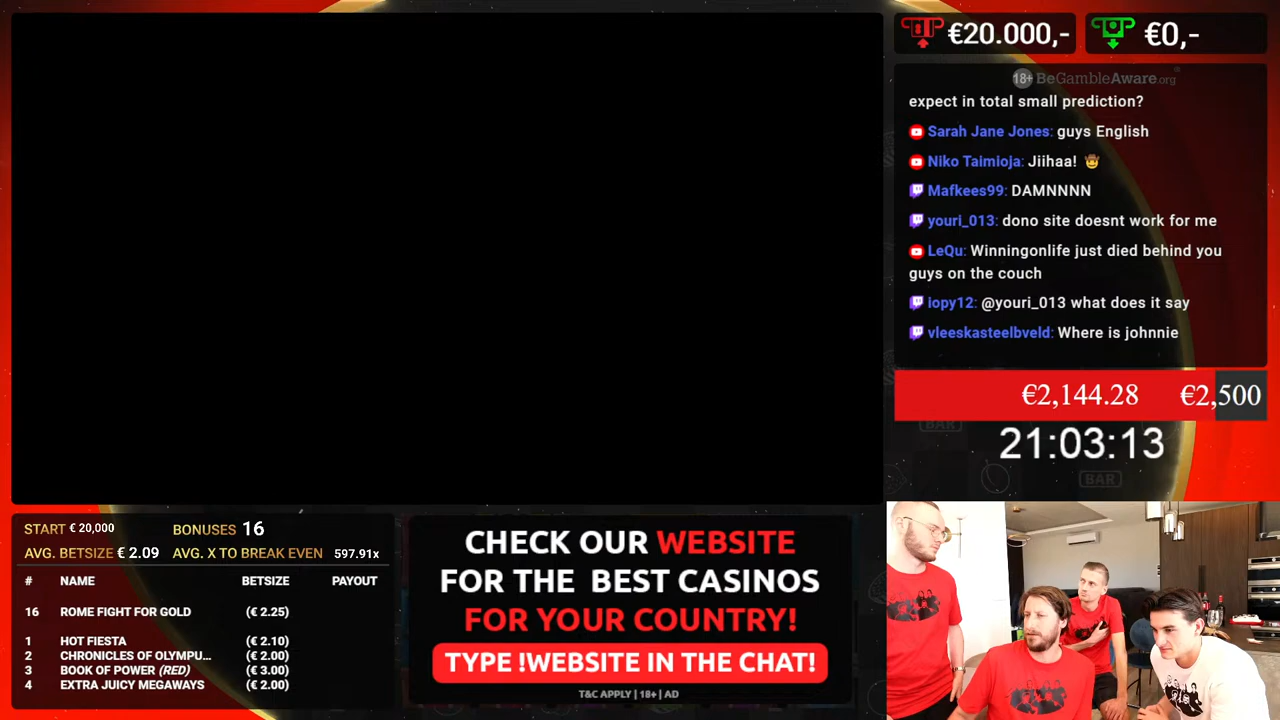 €20.000,-
€0,-
18+ BeGambleAware.org
expect in total small prediction?
Sarah Jane Jones: guys English
Niko Taimioja: Jiihaa! 🤠
Mafkees99: DAMNNNN
youri_013: dono site doesnt work for me
LeQu: Winningonlife just died behind you
guys on the couch
iopy12: @youri_013 what does it say
vleeskasteelbveld: Where is johnnie
€2,144.28 €2,500
BAR
21:03:13
BAR
START € 20,000 BONUSES 16
AVG. BETSIZE € 2.09 AVG. X TO BREAK EVEN 597.91x
# NAME BETSIZE PAYOUT
16 ROME FIGHT FOR GOLD (€ 2.25)
1 HOT FIESTA (€ 2.10)
2 CHRONICLES OF OLYMPU... (€ 2.00)
3 BOOK OF POWER (RED) (€ 3.00)
4 EXTRA JUICY MEGAWAYS (€ 2.00)
CHECK OUR WEBSITE
FOR THE BEST CASINOS
FOR YOUR COUNTRY!
TYPE !WEBSITE IN THE CHAT!
T&C APPLY | 18+ | AD